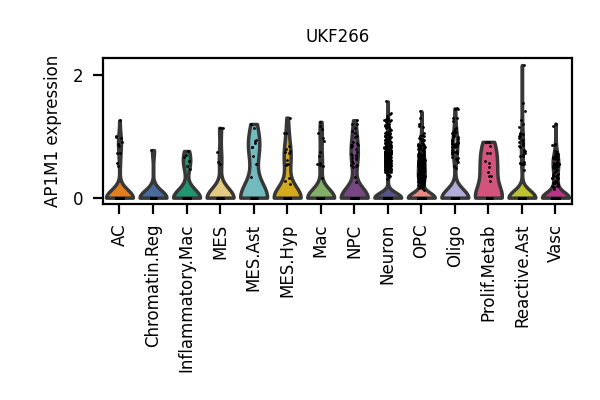 UKF266
AP1M1 expression
2
0
AC
Chromatin.Reg
Inflammatory.Mac
MES
MES.Ast
MES.Hyp
Mac
NPC
Neuron
OPC
Oligo
Prolif.Metab
Reactive.Ast
Vasc